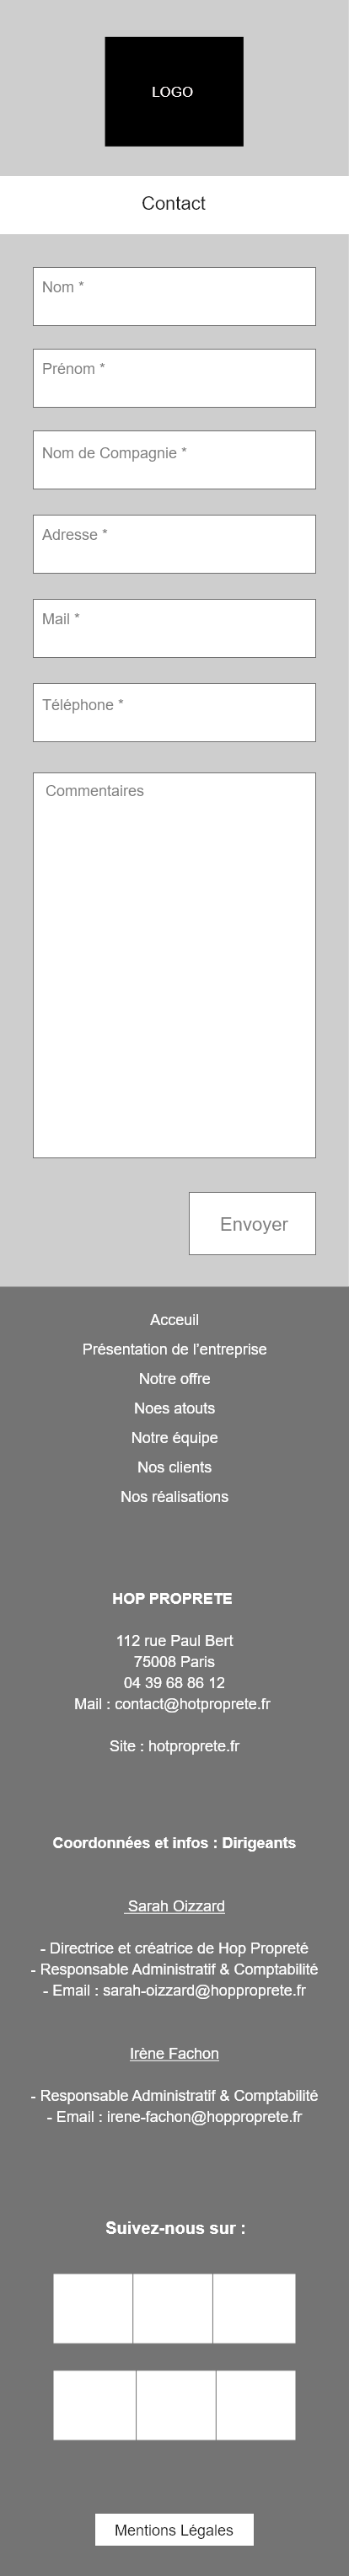 LOGO
Contact
Nom *
Prénom *
Nom de Compagnie *
Adresse *
Mail *
Téléphone *
Commentaires
Envoyer
Acceuil
Présentation de l'entreprise
Notre offre
Noes atouts
Notre équipe
Nos clients
Nos réalisations
HOP PROPRETE
112 rue Paul Bert
75008 Paris
04 39 68 86 12
Mail : contact@hotproprete.fr
Site : hotproprete.fr
Coordonnées et infos : Dirigeants
Sarah Oizzard
- Directrice et créatrice de Hop Propreté
- Responsable Administratif & Comptabilité
- Email : sarah-oizzard@hopproprete.fr
Irène Fachon
- Responsable Administratif & Comptabilité
- Email : irene-fachon@hopproprete.fr
Suivez-nous sur :
Mentions Légales